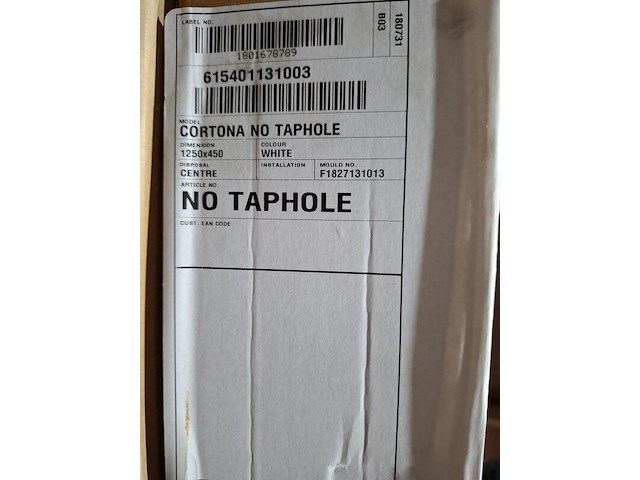 LABEL NO.
1801678789
B03
180731
615401131003
MODEL
CORTONA NO TAPHOLE
DIMENSION COLOUR
1250x450 WHITE
DISPOSAL INSTALLATION MOULD NO.
CENTRE F1827131013
ARTICLE NO.
NO TAPHOLE
CUST. EAN CODE